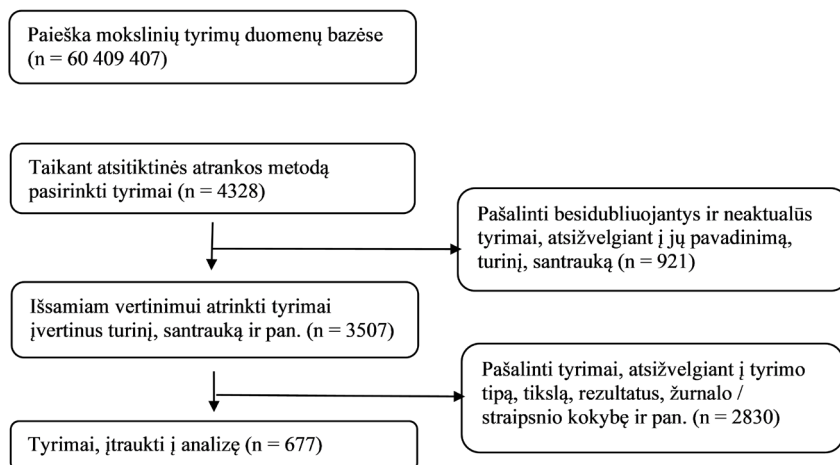 Paieška mokslinių tyrimų duomenų bazėse
(n = 60 409 407)
Taikant atsitiktinės atrankos metodą
pasirinkti tyrimai (n = 4328)
Pašalinti besidubliuojantys ir neaktualūs
tyrimai, atsižvelgiant į jų pavadinimą,
turinį, santrauką (n = 921)
Išsamiam vertinimui atrinkti tyrimai
įvertinus turinį, santrauką ir pan. (n = 3507)
Pašalinti tyrimai, atsižvelgiant į tyrimo
tipą, tikslą, rezultatus, žurnalo /
straipsnio kokybę ir pan. (n = 2830)
Tyrimai, įtraukti į analizę (n = 677)